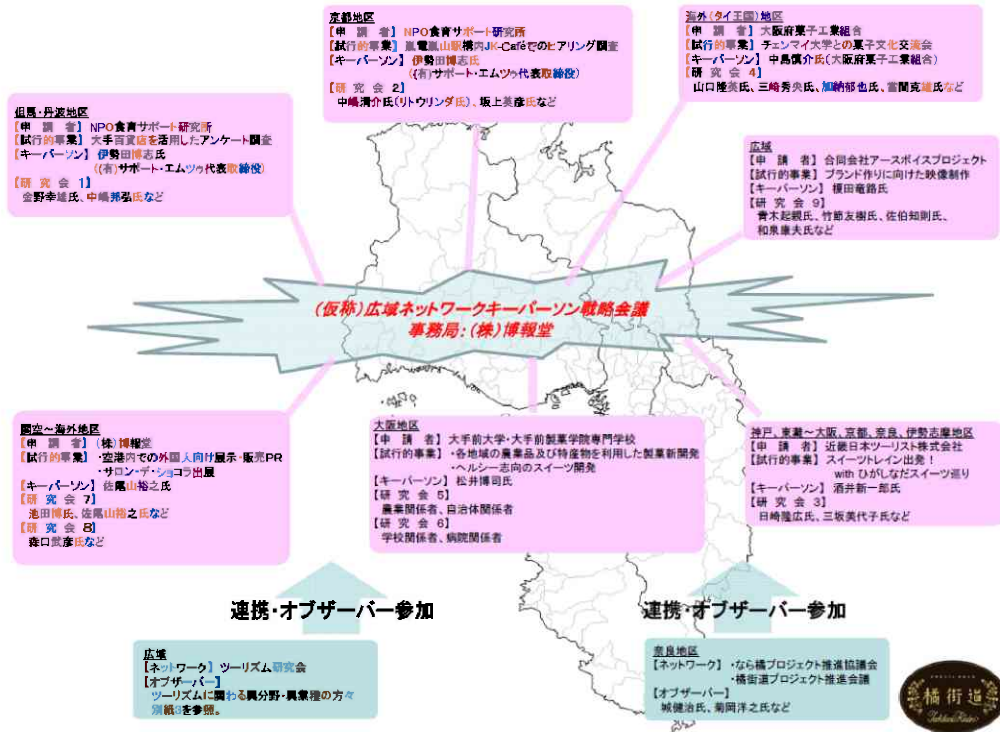 京都地区
【申　請　者】 NPO食育サポート研究所
【試行的事業】 嵐電嵐山駅構内JK-Caféでのヒアリング調査
【キーパーソン】 伊勢田博志氏
（(有)サポート・エムツゥ代表取締役）
【研 究 会 2】
中嶋清介氏（リトウリンダ氏）、坂上英彦氏など
海外（タイ王国）地区
【申　請　者】 大阪府菓子工業組合
【試行的事業】 チェンマイ大学との菓子文化交流会
【キーパーソン】 中島慎介氏（大阪府菓子工業組合）
【研 究 会 4】
山口隆英氏、三崎秀央氏、加納郁也氏、當間克雄氏など
但馬・丹波地区
【申　請　者】 NPO食育サポート研究所
【試行的事業】 大手百貨店を活用したアンケート調査
【キーパーソン】 伊勢田博志氏
（(有)サポート・エムツゥ代表取締役）
【研 究 会 1】
金野幸雄氏、中嶋邦弘氏など
広域
【申　請　者】 合同会社アースボイスプロジェクト
【試行的事業】 ブランド作りに向けた映像制作
【キーパーソン】 榎田竜路氏
【研 究 会 9】
青木起親氏、竹節友樹氏、佐伯知則氏、
和泉康夫氏など
（仮称）広域ネットワークキーパーソン戦略会議
事務局：（株）博報堂
関空～海外地区
【申　請　者】 (株)博報堂
【試行的事業】 ・空港内での外国人向け展示・販売PR
・サロン・デ・ショコラ出展
【キーパーソン】 佐尾山裕之氏
【研 究 会 7】
池田博氏、佐尾山裕之氏など
【研 究 会 8】
森口武彦氏など
大阪地区
【申　請　者】 大手前大学・大手前製菓学院専門学校
【試行的事業】 ・各地域の農業品及び特産物を利用した製菓新開発
・ヘルシー志向のスイーツ開発
【キーパーソン】 松井博司氏
【研 究 会 5】
農業関係者、自治体関係者
【研 究 会 6】
学校関係者、病院関係者
神戸、東灘～大阪、京都、奈良、伊勢志摩地区
【申　請　者】 近畿日本ツーリスト株式会社
【試行的事業】 スイーツトレイン出発！
with ひがしなだスイーツ巡り
【キーパーソン】 酒井新一郎氏
【研 究 会 3】
日崎隆広氏、三坂美代子氏など
連携・オブザーバー参加
連携・オブザーバー参加
広域
【ネットワーク】 ツーリズム研究会
【オブザーバー】
ツーリズムに関わる異分野・異業種の方々
別紙3を参照。
奈良地区
【ネットワーク】 ・なら橘プロジェクト推進協議会
・橘街道プロジェクト推進会議
【オブザーバー】
城健治氏、菊岡洋之氏など
橘街道